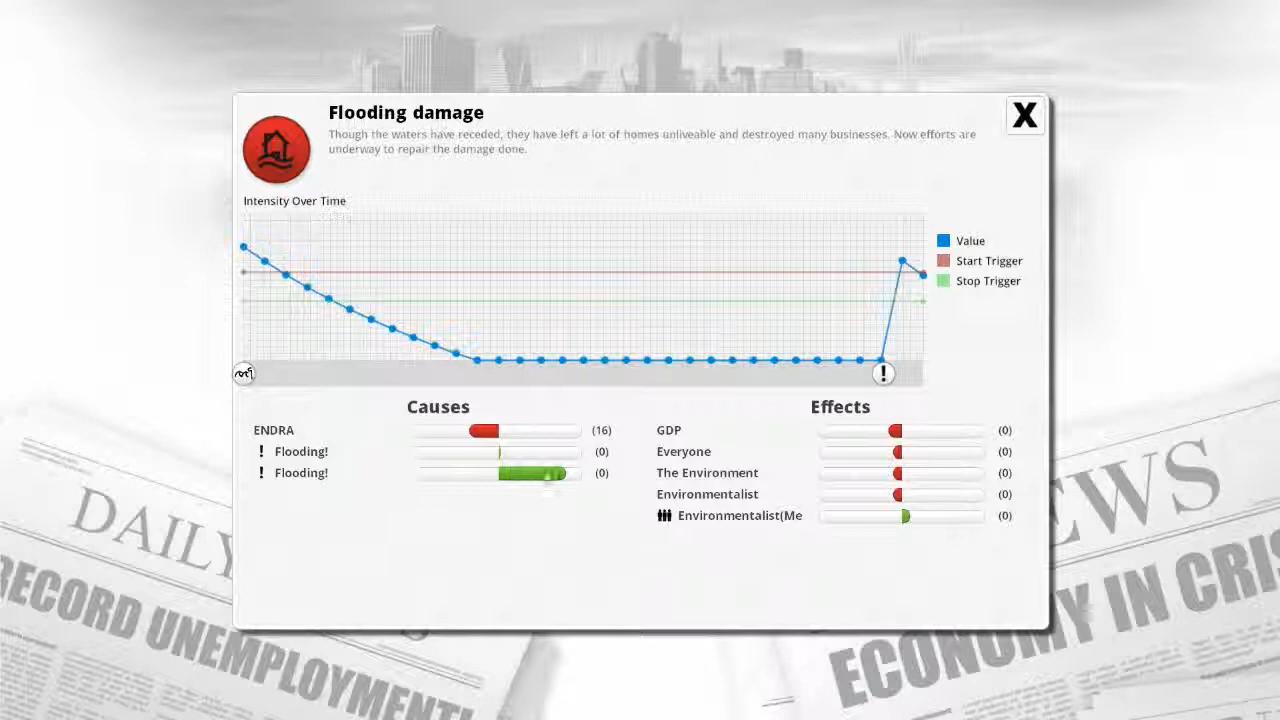 Flooding damage
X
Though the waters have receded, they have left a lot of homes unliveable and destroyed many businesses. Now efforts are
underway to repair the damage done.
Intensity Over Time
Value
Start Trigger
Stop Trigger
!
Causes
Effects
ENDRA (16)
! Flooding! (0)
! Flooding! (0)
GDP (0)
Everyone (0)
The Environment (0)
Environmentalist (0)
Environmentalist(Me (0)
DAILY
EWS
RECORD UNEMPLOYMENT
ECONOMY IN CRIS